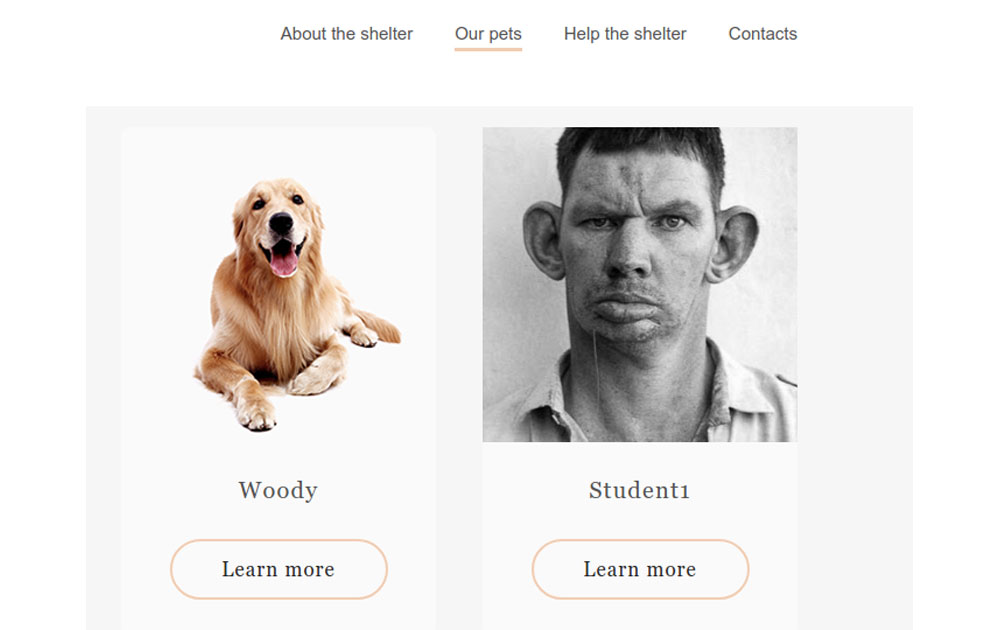 About the shelter Our pets Help the shelter Contacts
Woody Student1
Learn more Learn more